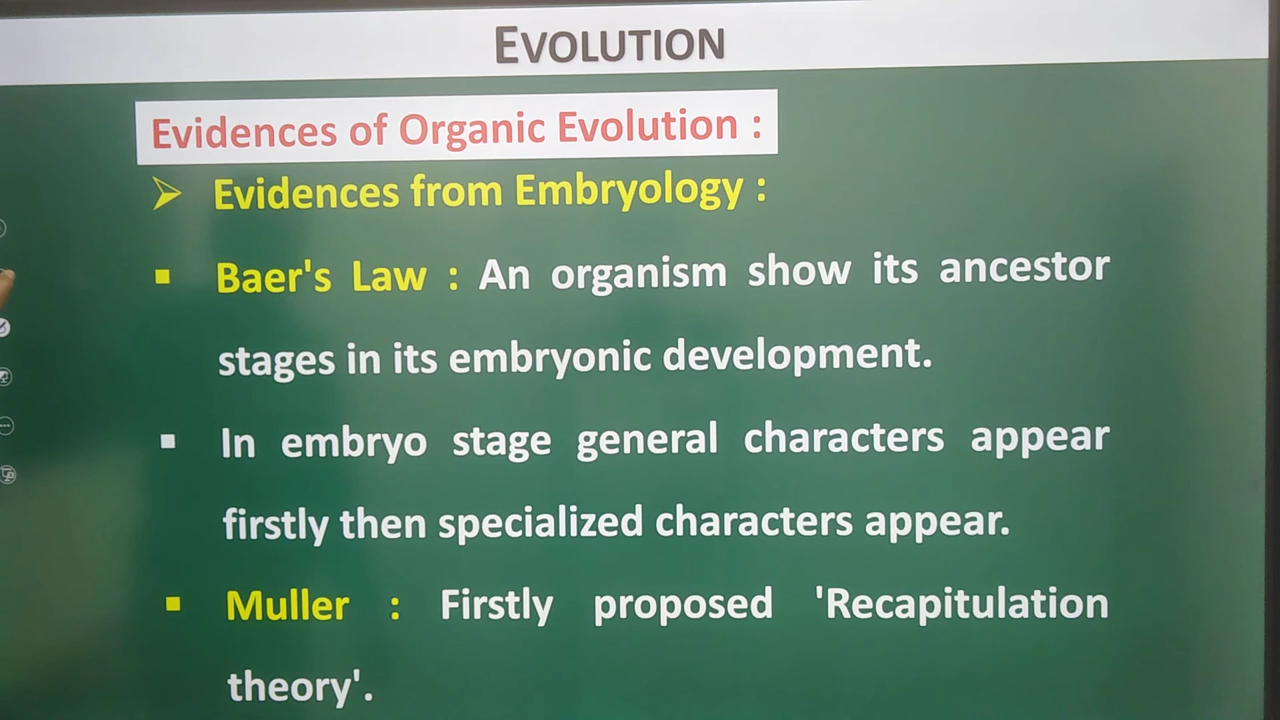 EVOLUTION
Evidences of Organic Evolution :
➢ Evidences from Embryology :
▪ Baer's Law : An organism show its ancestor
stages in its embryonic development.
▪ In embryo stage general characters appear
firstly then specialized characters appear.
▪ Muller : Firstly proposed 'Recapitulation
theory'.